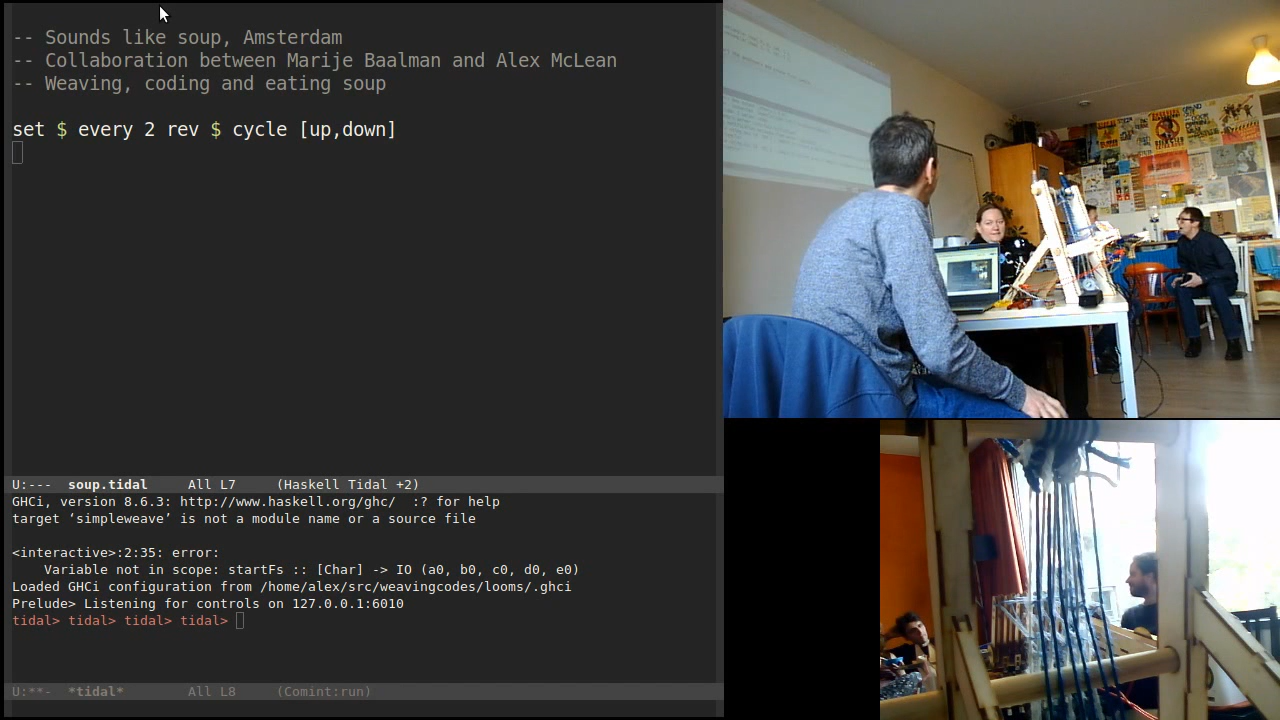 -- Sounds like soup, Amsterdam
-- Collaboration between Marije Baalman and Alex McLean
-- Weaving, coding and eating soup
set $ every 2 rev $ cycle [up,down]
U:--- soup.tidal All L7 (Haskell Tidal +2)
GHCi, version 8.6.3: http://www.haskell.org/ghc/ :? for help
target ‘simpleweave’ is not a module name or a source file
<interactive>:2:35: error:
Variable not in scope: startFs :: [Char] -> IO (a0, b0, c0, d0, e0)
Loaded GHCi configuration from /home/alex/src/weavingcodes/looms/.ghci
Prelude> Listening for controls on 127.0.0.1:6010
tidal> tidal> tidal> tidal>
U:**- *tidal* All L8 (Comint:run)